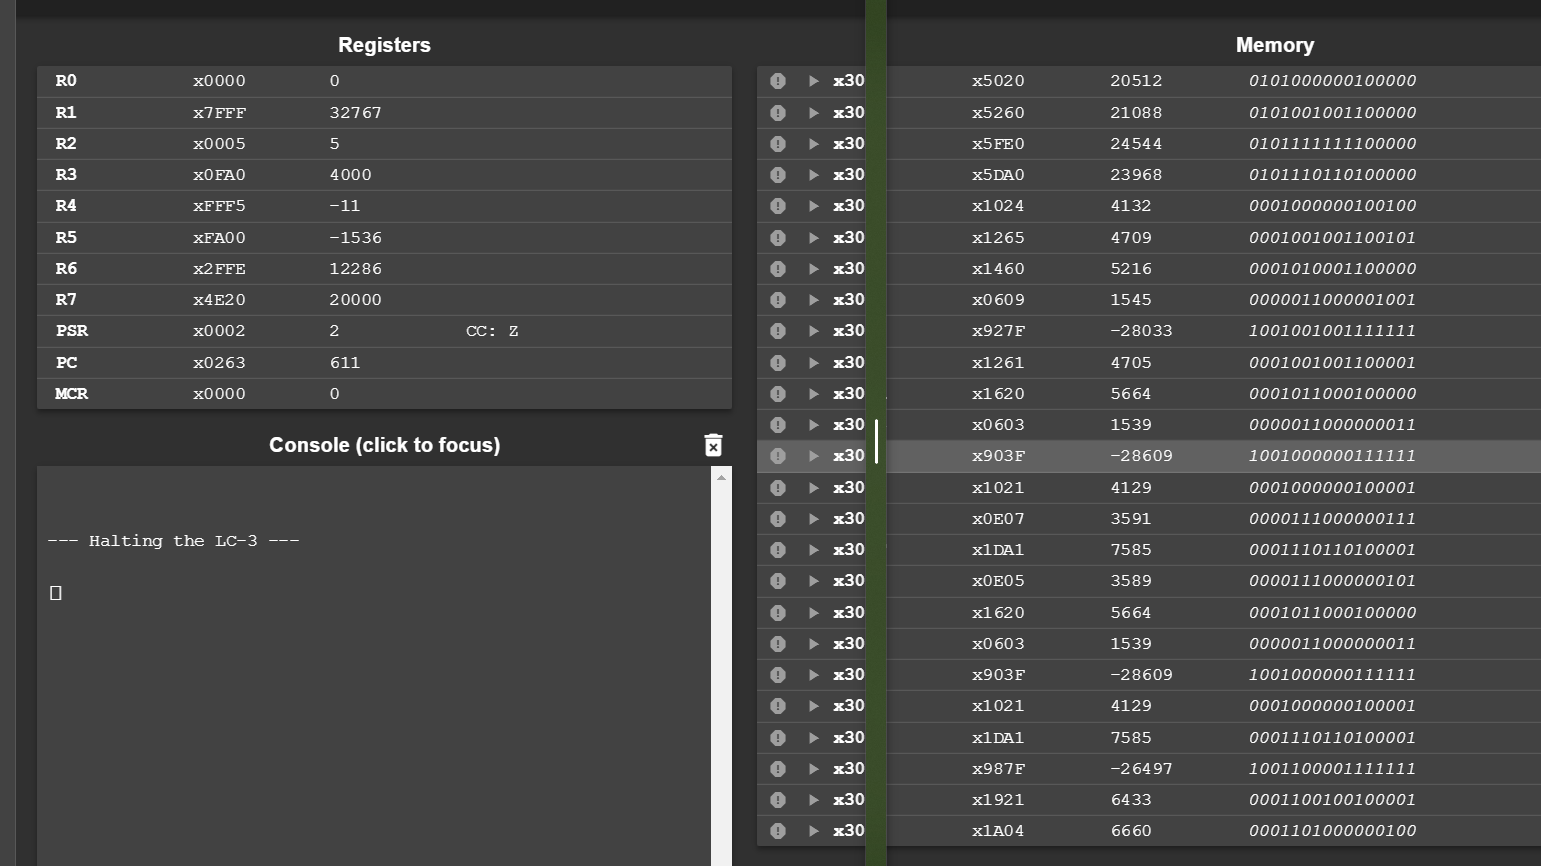 Registers
R0 x0000 0
R1 x7FFF 32767
R2 x0005 5
R3 x0FA0 4000
R4 xFFF5 -11
R5 xFA00 -1536
R6 x2FFE 12286
R7 x4E20 20000
PSR x0002 2 CC: Z
PC x0263 611
MCR x0000 0
Console (click to focus)
--- Halting the LC-3 ---
Memory
x30 x5020 20512 0101000000100000
x30 x5260 21088 0101001001100000
x30 x5FE0 24544 0101111111100000
x30 x5DA0 23968 0101110110100000
x30 x1024 4132 0001000000100100
x30 x1265 4709 0001001001100101
x30 x1460 5216 0001010001100000
x30 x0609 1545 0000011000001001
x30 x927F -28033 1001001001111111
x30 x1261 4705 0001001001100001
x30 x1620 5664 0001011000100000
x30 x0603 1539 0000011000000011
x30 x903F -28609 1001000000111111
x30 x1021 4129 0001000000100001
x30 x0E07 3591 0000111000000111
x30 x1DA1 7585 0001110110100001
x30 x0E05 3589 0000111000000101
x30 x1620 5664 0001011000100000
x30 x0603 1539 0000011000000011
x30 x903F -28609 1001000000111111
x30 x1021 4129 0001000000100001
x30 x1DA1 7585 0001110110100001
x30 x987F -26497 1001100001111111
x30 x1921 6433 0001100100100001
x30 x1A04 6660 0001101000000100